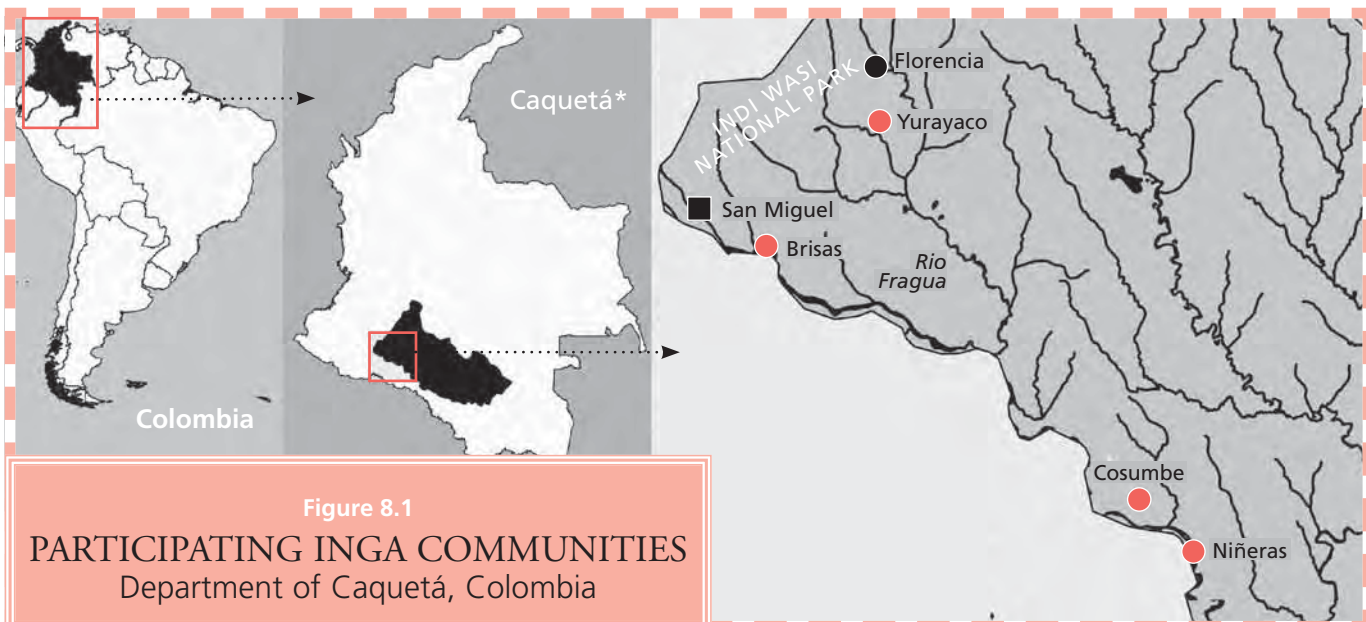 Colombia
Caquetá*
INDI WASI
NATIONAL PARK
Florencia
Yurayaco
San Miguel
Brisas
Rio
Fragua
Cosumbe
Niñeras
Figure 8.1
PARTICIPATING INGA COMMUNITIES
Department of Caquetá, Colombia